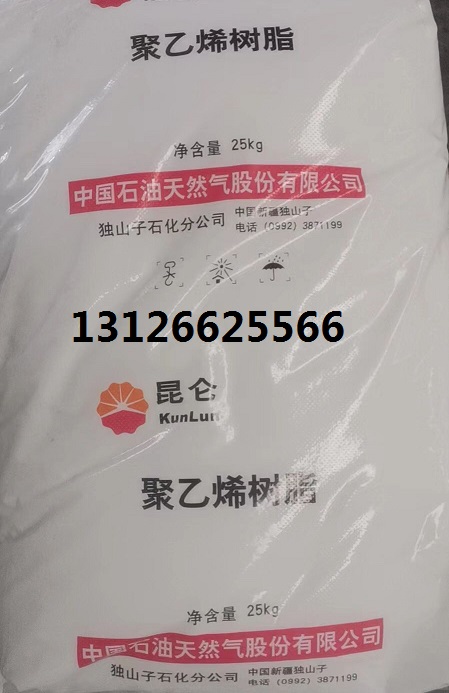 聚乙烯树脂
净含量 25kg
中国石油天然气股份有限公司
独山子石化分公司
中国新疆独山子
电话 (0992) 3871199
13126625566
昆仑
KunLun
聚乙烯树脂
净含量 25kg
中国石油天然气股份有限公司
独山子石化分公司
中国新疆独山子
电话 (0992) 3871199